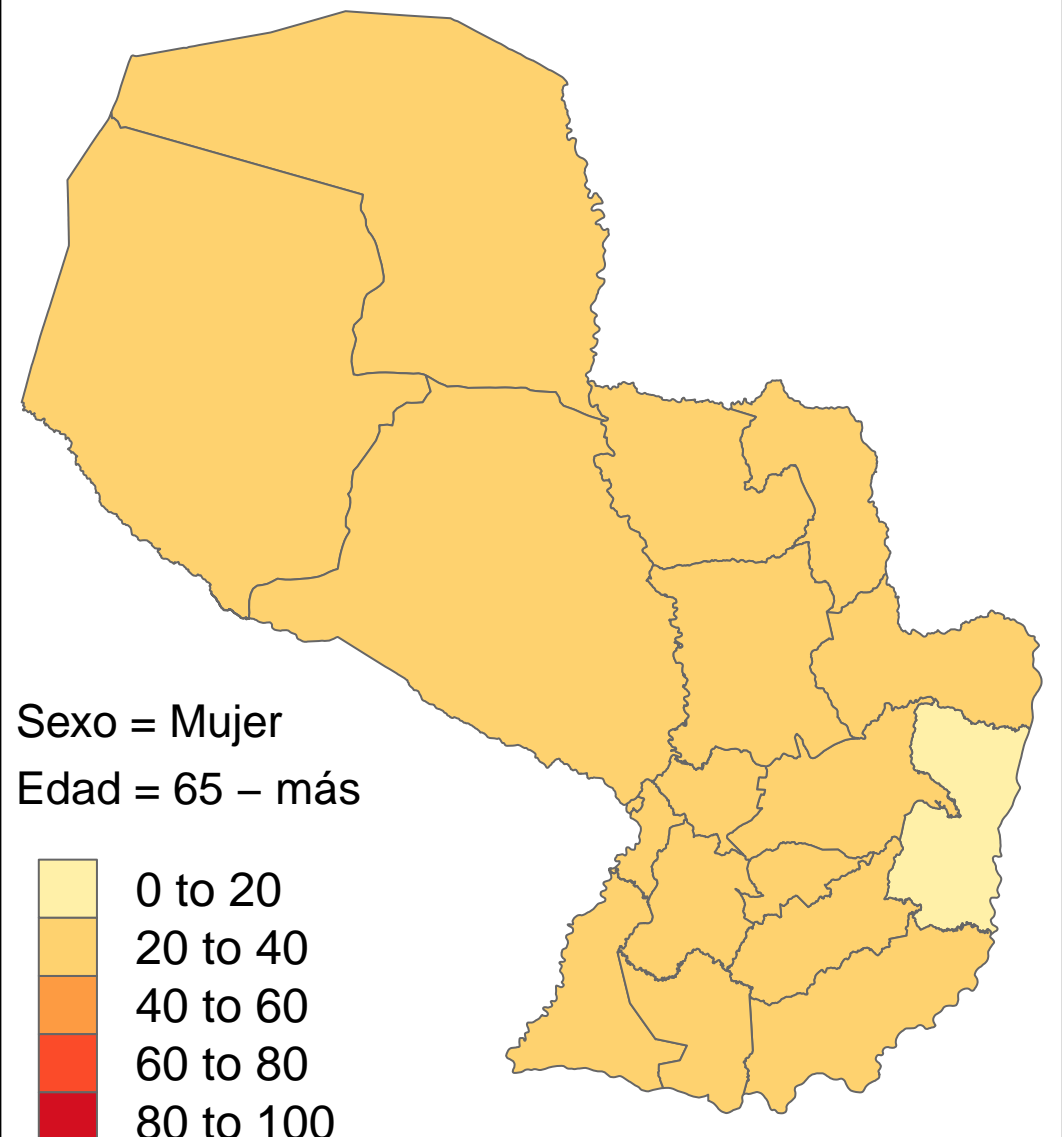 Sexo = Mujer
Edad = 65 – más
0 to 20
20 to 40
40 to 60
60 to 80
80 to 100